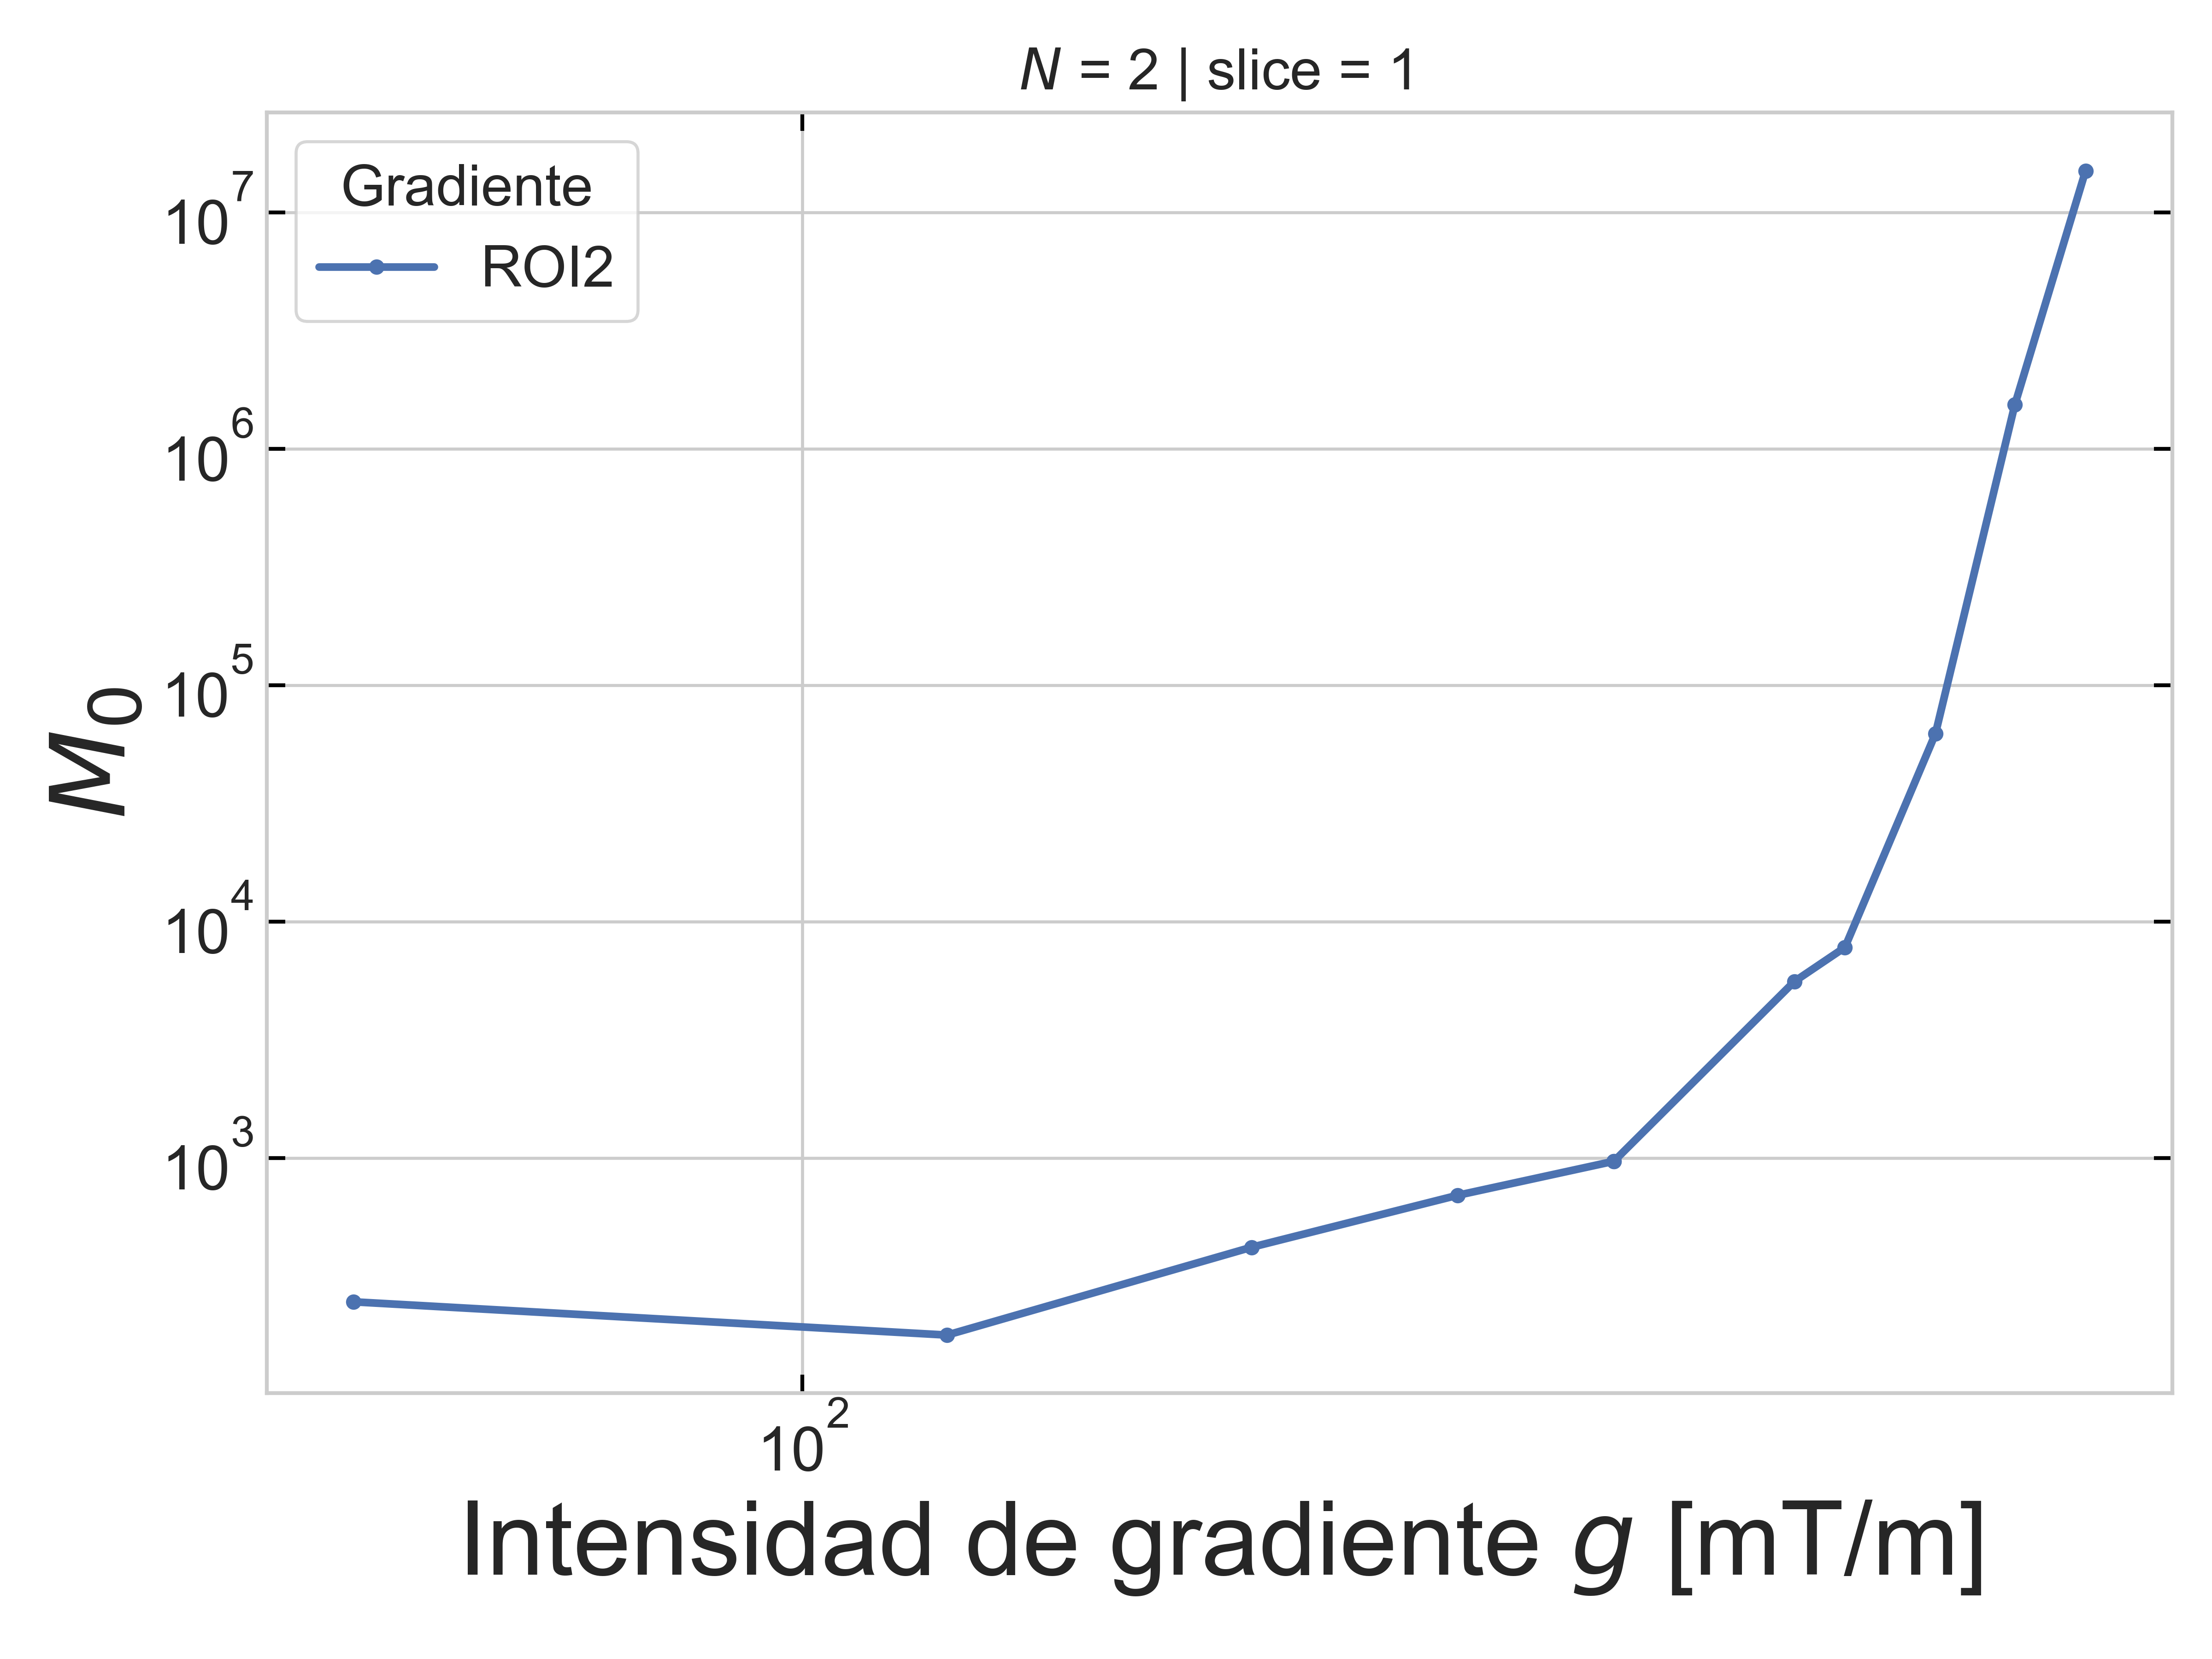 N = 2 | slice = 1
Gradiente
ROI2
10^7
10^6
10^5
10^4
10^3
M_0
10^2
Intensidad de gradiente g [mT/m]